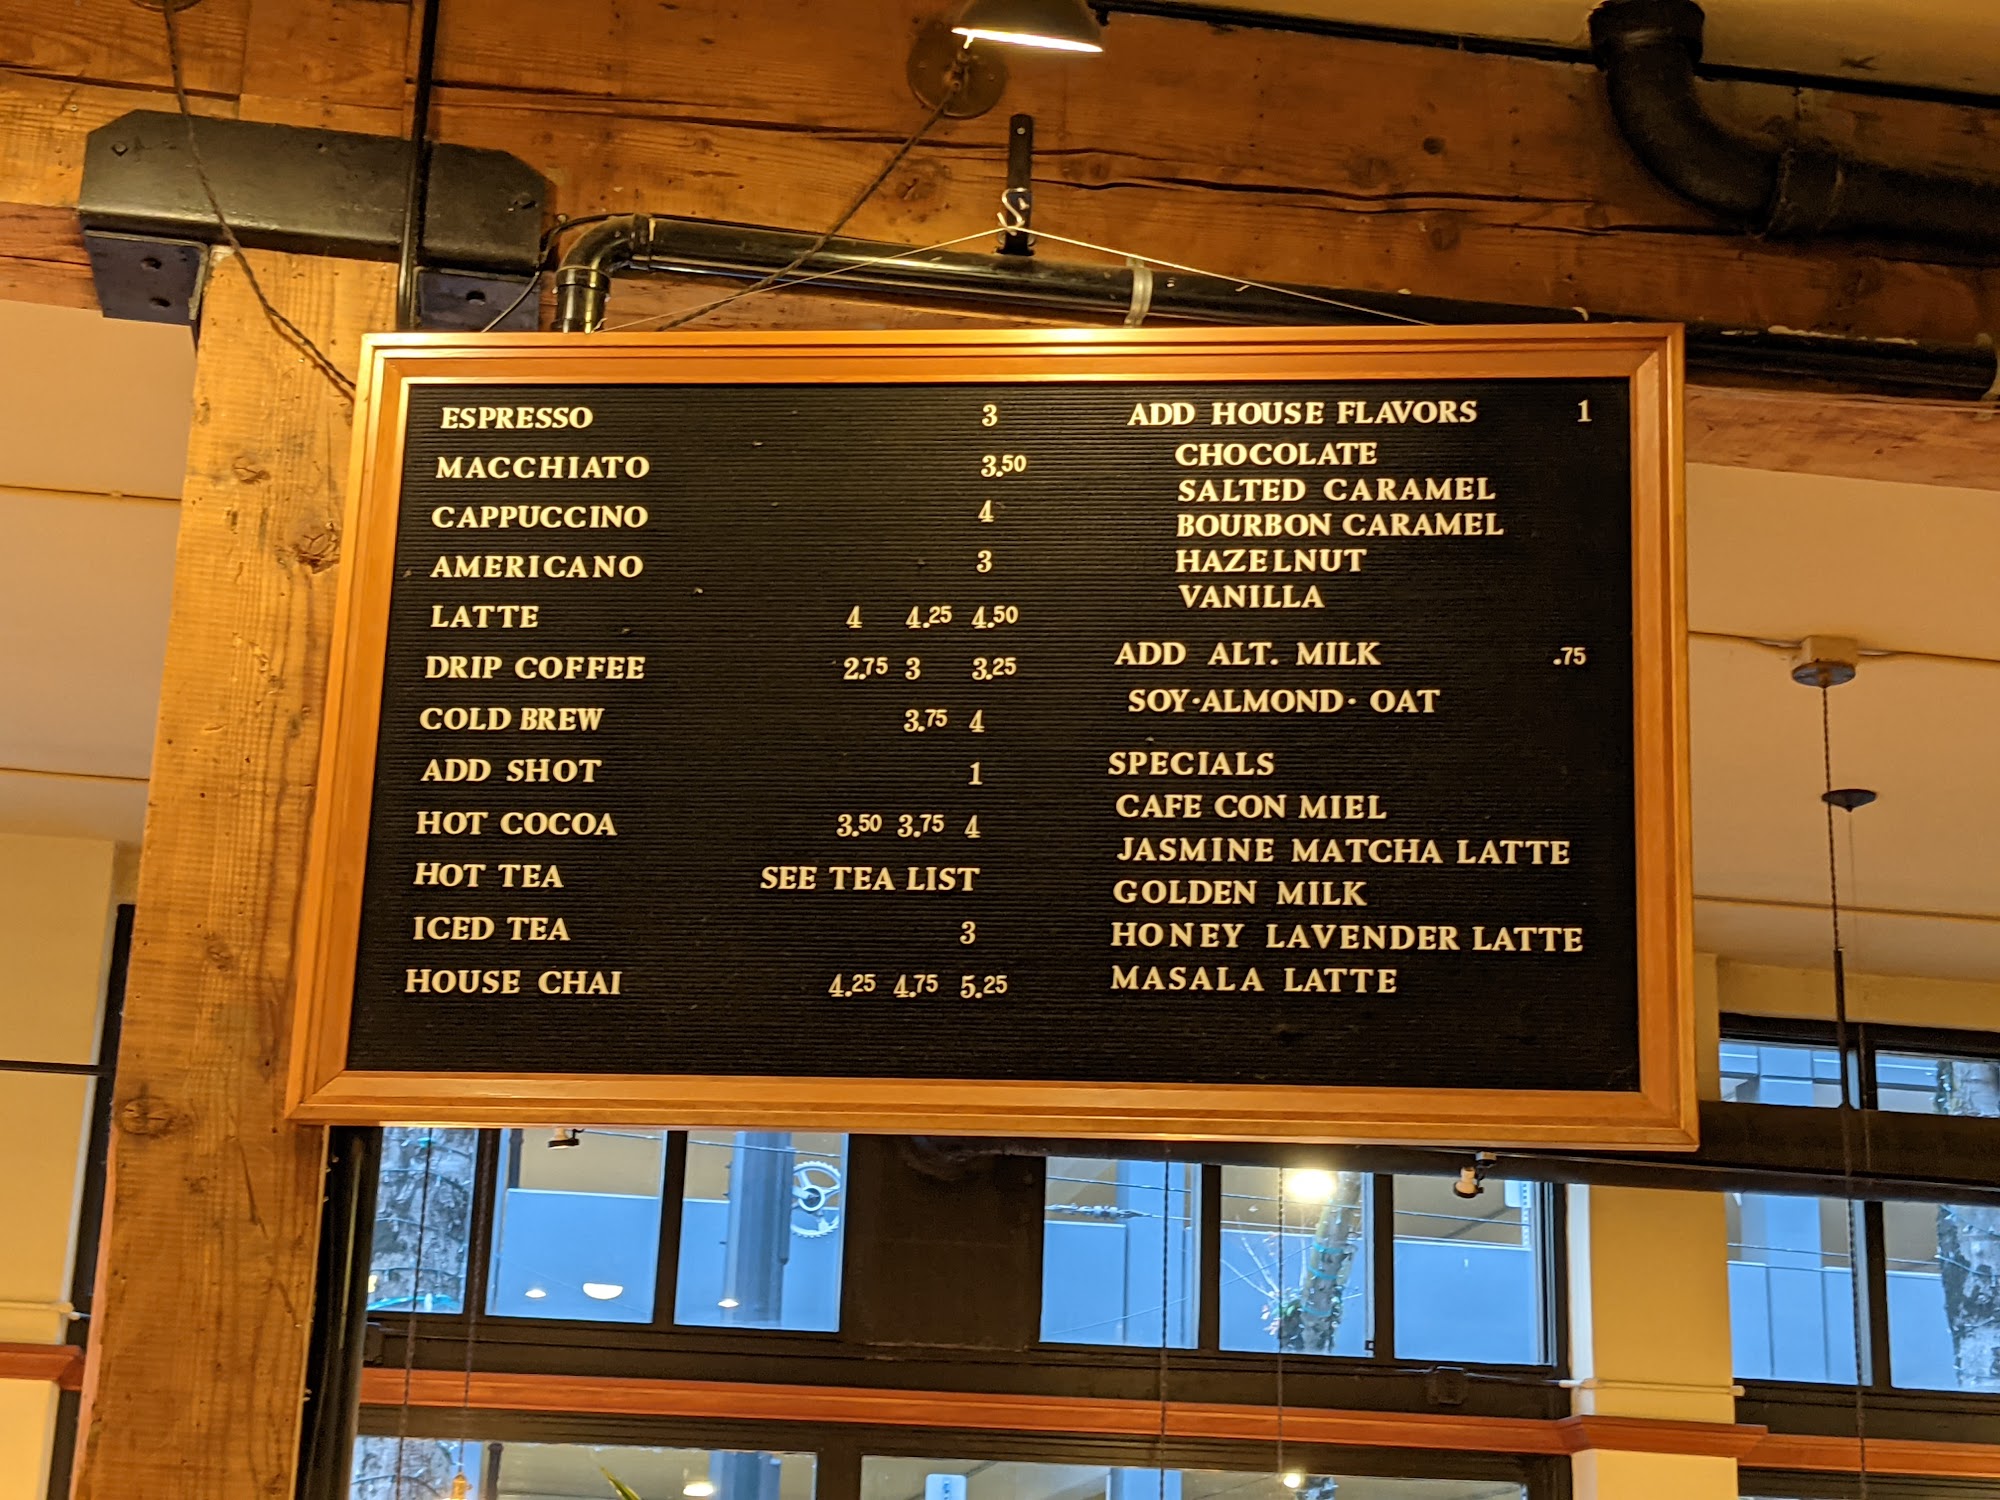 ESPRESSO 3
MACCHIATO 3.50
CAPPUCCINO 4
AMERICANO 3
LATTE 4 4.25 4.50
DRIP COFFEE 2.75 3 3.25
COLD BREW 3.75 4
ADD SHOT 1
HOT COCOA 3.50 3.75 4
HOT TEA SEE TEA LIST
ICED TEA 3
HOUSE CHAI 4.25 4.75 5.25
ADD HOUSE FLAVORS 1
CHOCOLATE
SALTED CARAMEL
BOURBON CARAMEL
HAZELNUT
VANILLA
ADD ALT. MILK .75
SOY·ALMOND·OAT
SPECIALS
CAFE CON MIEL
JASMINE MATCHA LATTE
GOLDEN MILK
HONEY LAVENDER LATTE
MASALA LATTE